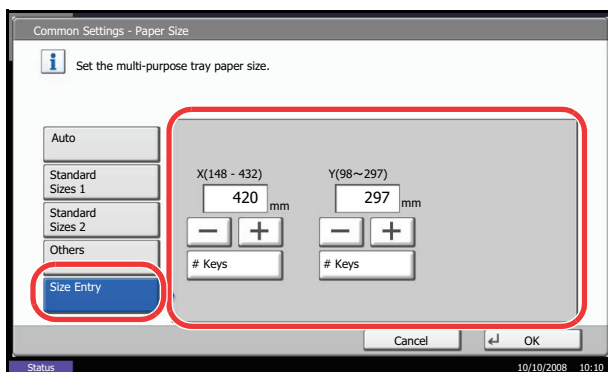 Common Settings - Paper Size
i Set the multi-purpose tray paper size.
Auto
Standard
Sizes 1
Standard
Sizes 2
Others
Size Entry
X(148 - 432)
420 mm
− +
# Keys
Y(98～297)
297 mm
− +
# Keys
Cancel
↵ OK
Status
10/10/2008 10:10